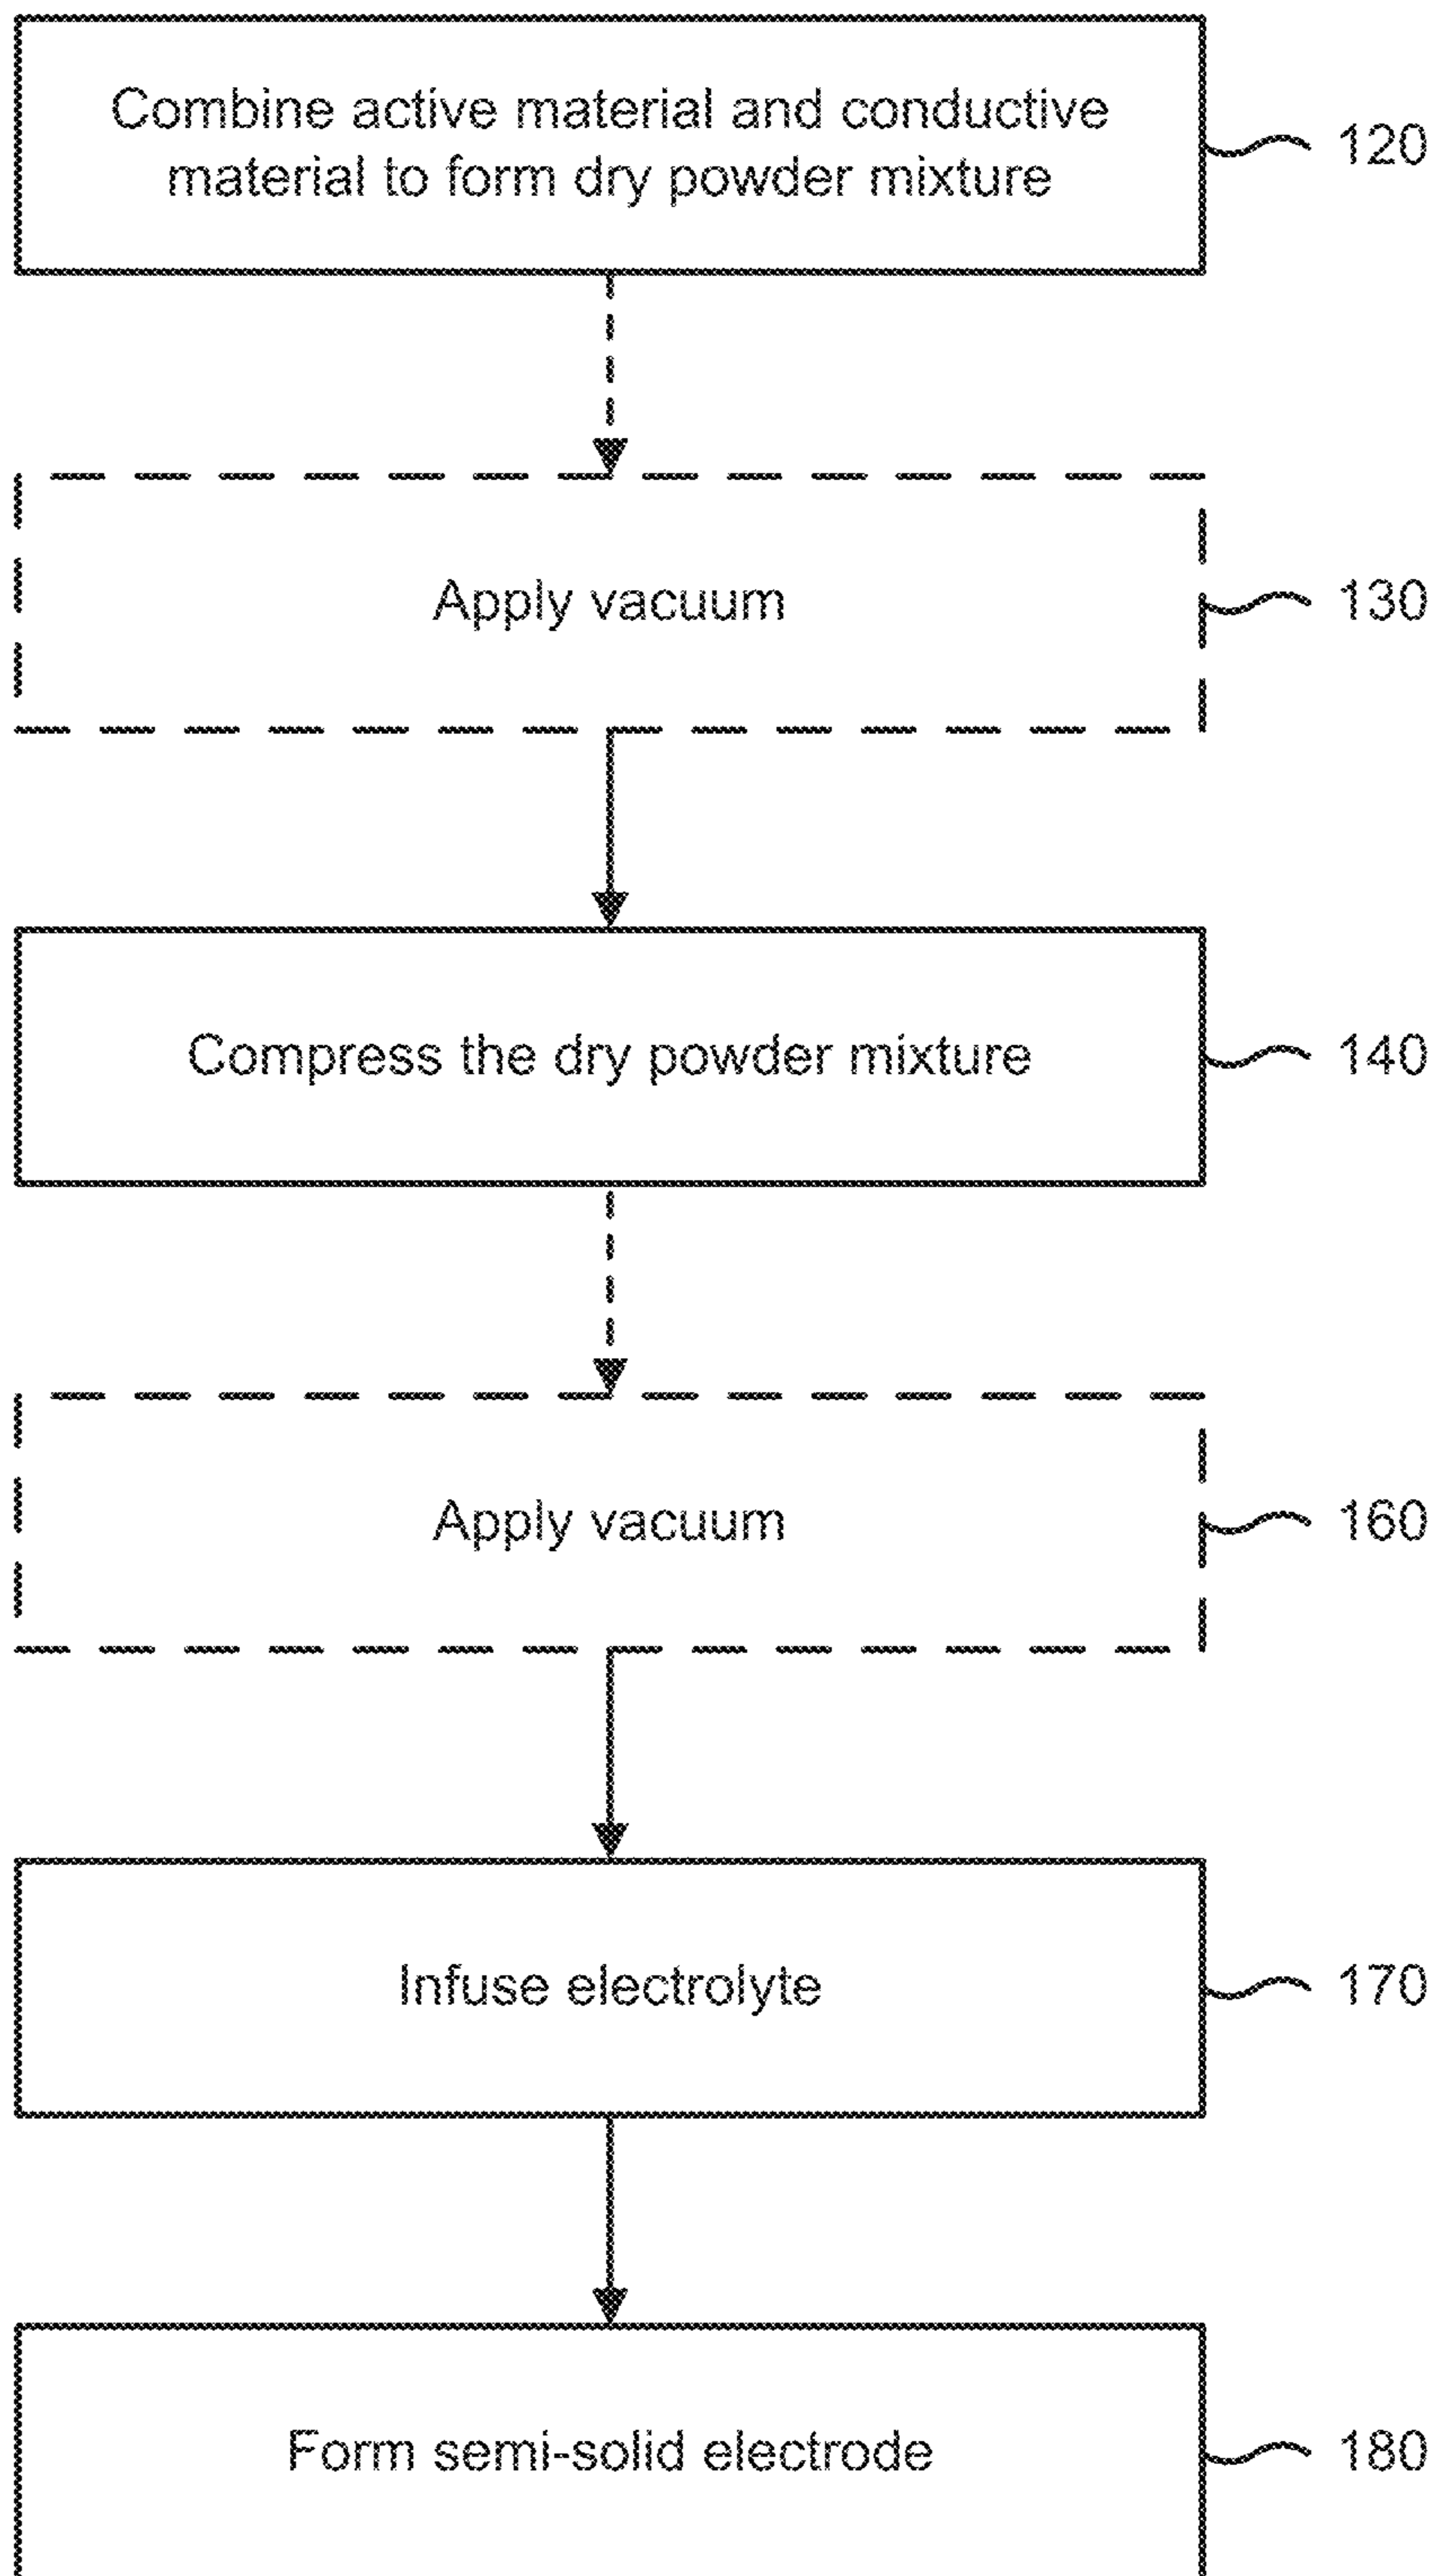 Combine active material and conductive
material to form dry powder mixture
120
Apply vacuum
130
Compress the dry powder mixture
140
Apply vacuum
160
Infuse electrolyte
170
Form semi-solid electrode
180